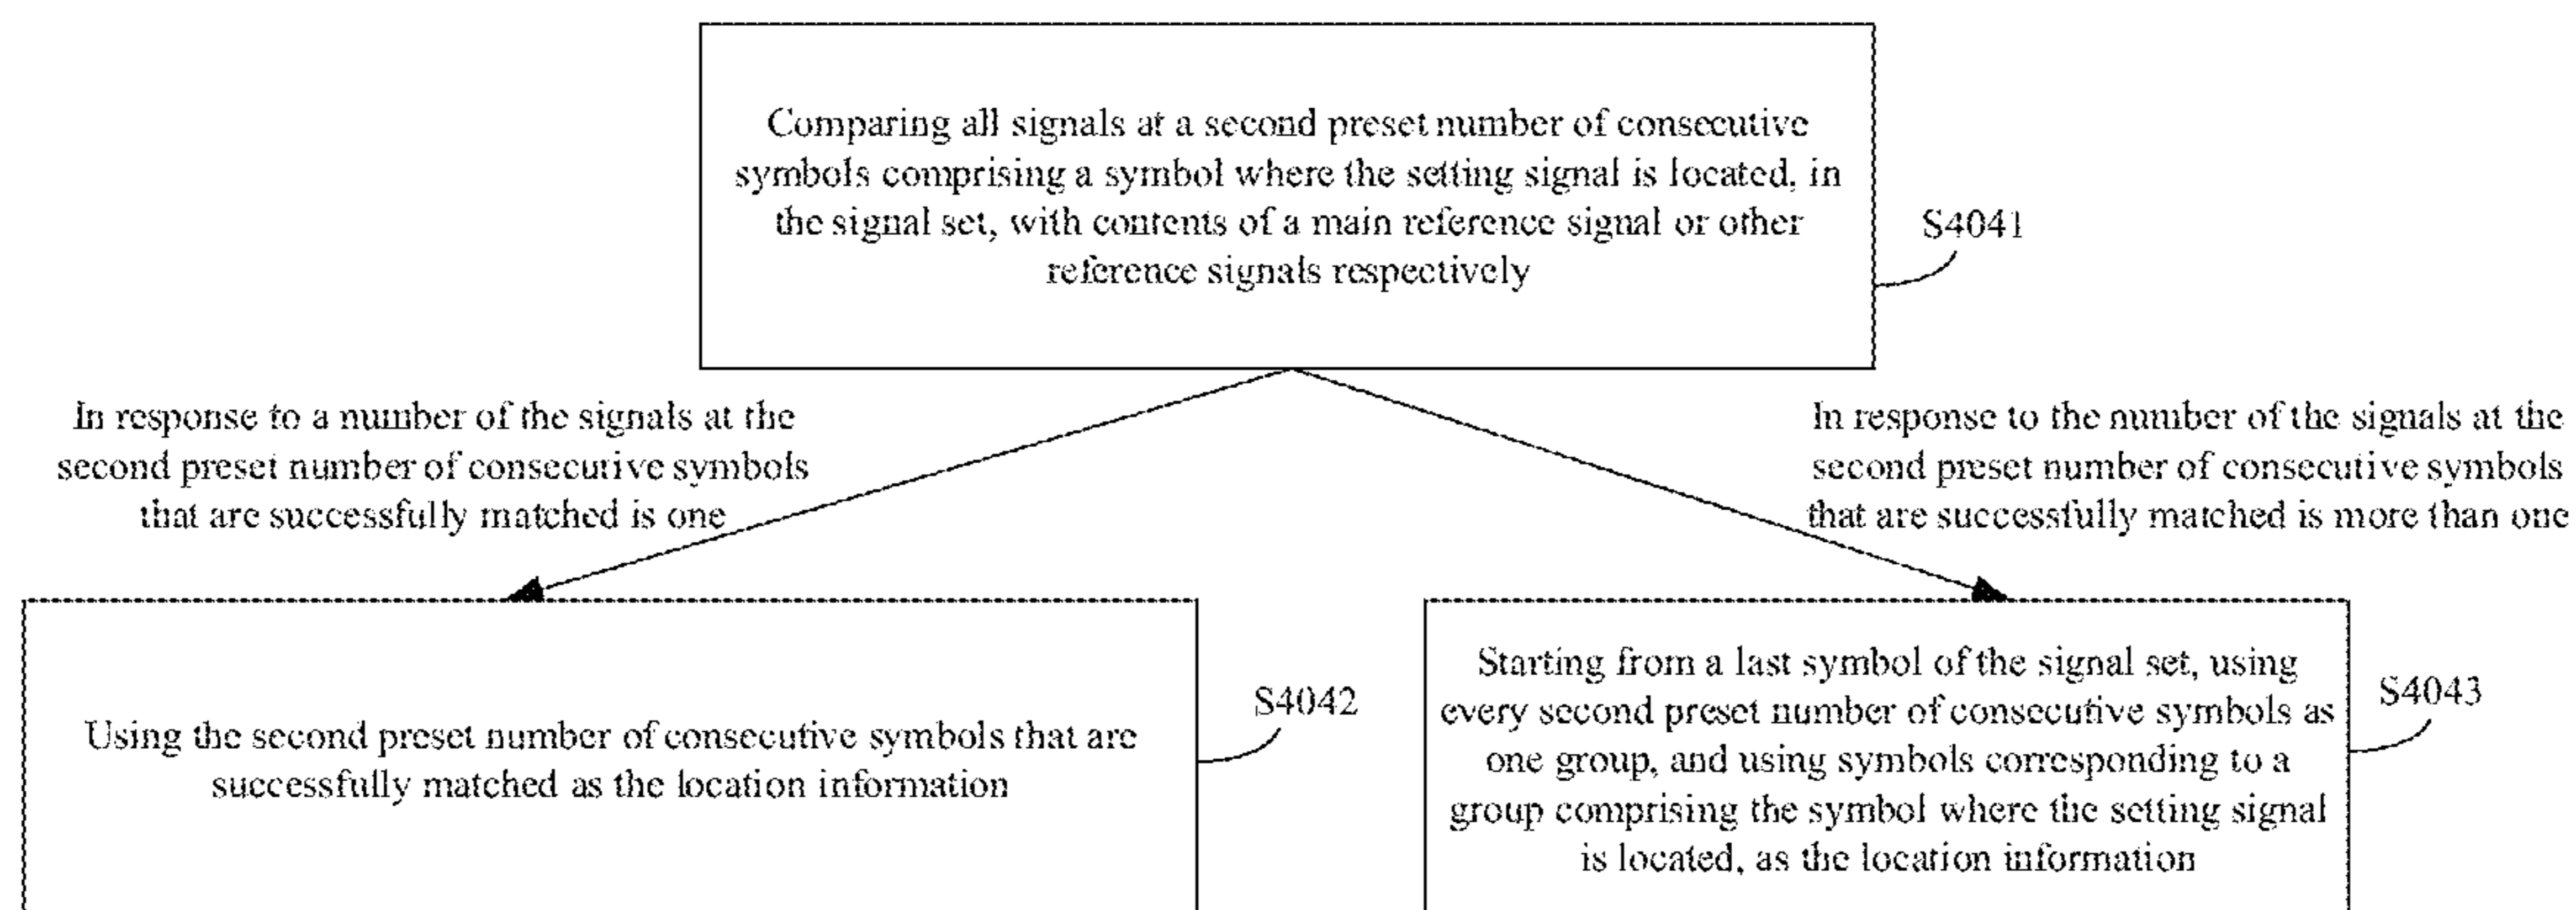 Comparing all signals at a second preset number of consecutive
symbols comprising a symbol where the setting signal is located, in
the signal set, with contents of a main reference signal or other
reference signals respectively
S4041
In response to a number of the signals at the
second preset number of consecutive symbols
that are successfully matched is one
In response to the number of the signals at the
second preset number of consecutive symbols
that are successfully matched is more than one
Using the second preset number of consecutive symbols that are
successfully matched as the location information
S4042
Starting from a last symbol of the signal set, using
every second preset number of consecutive symbols as
one group, and using symbols corresponding to a
group comprising the symbol where the setting signal
is located, as the location information
S4043